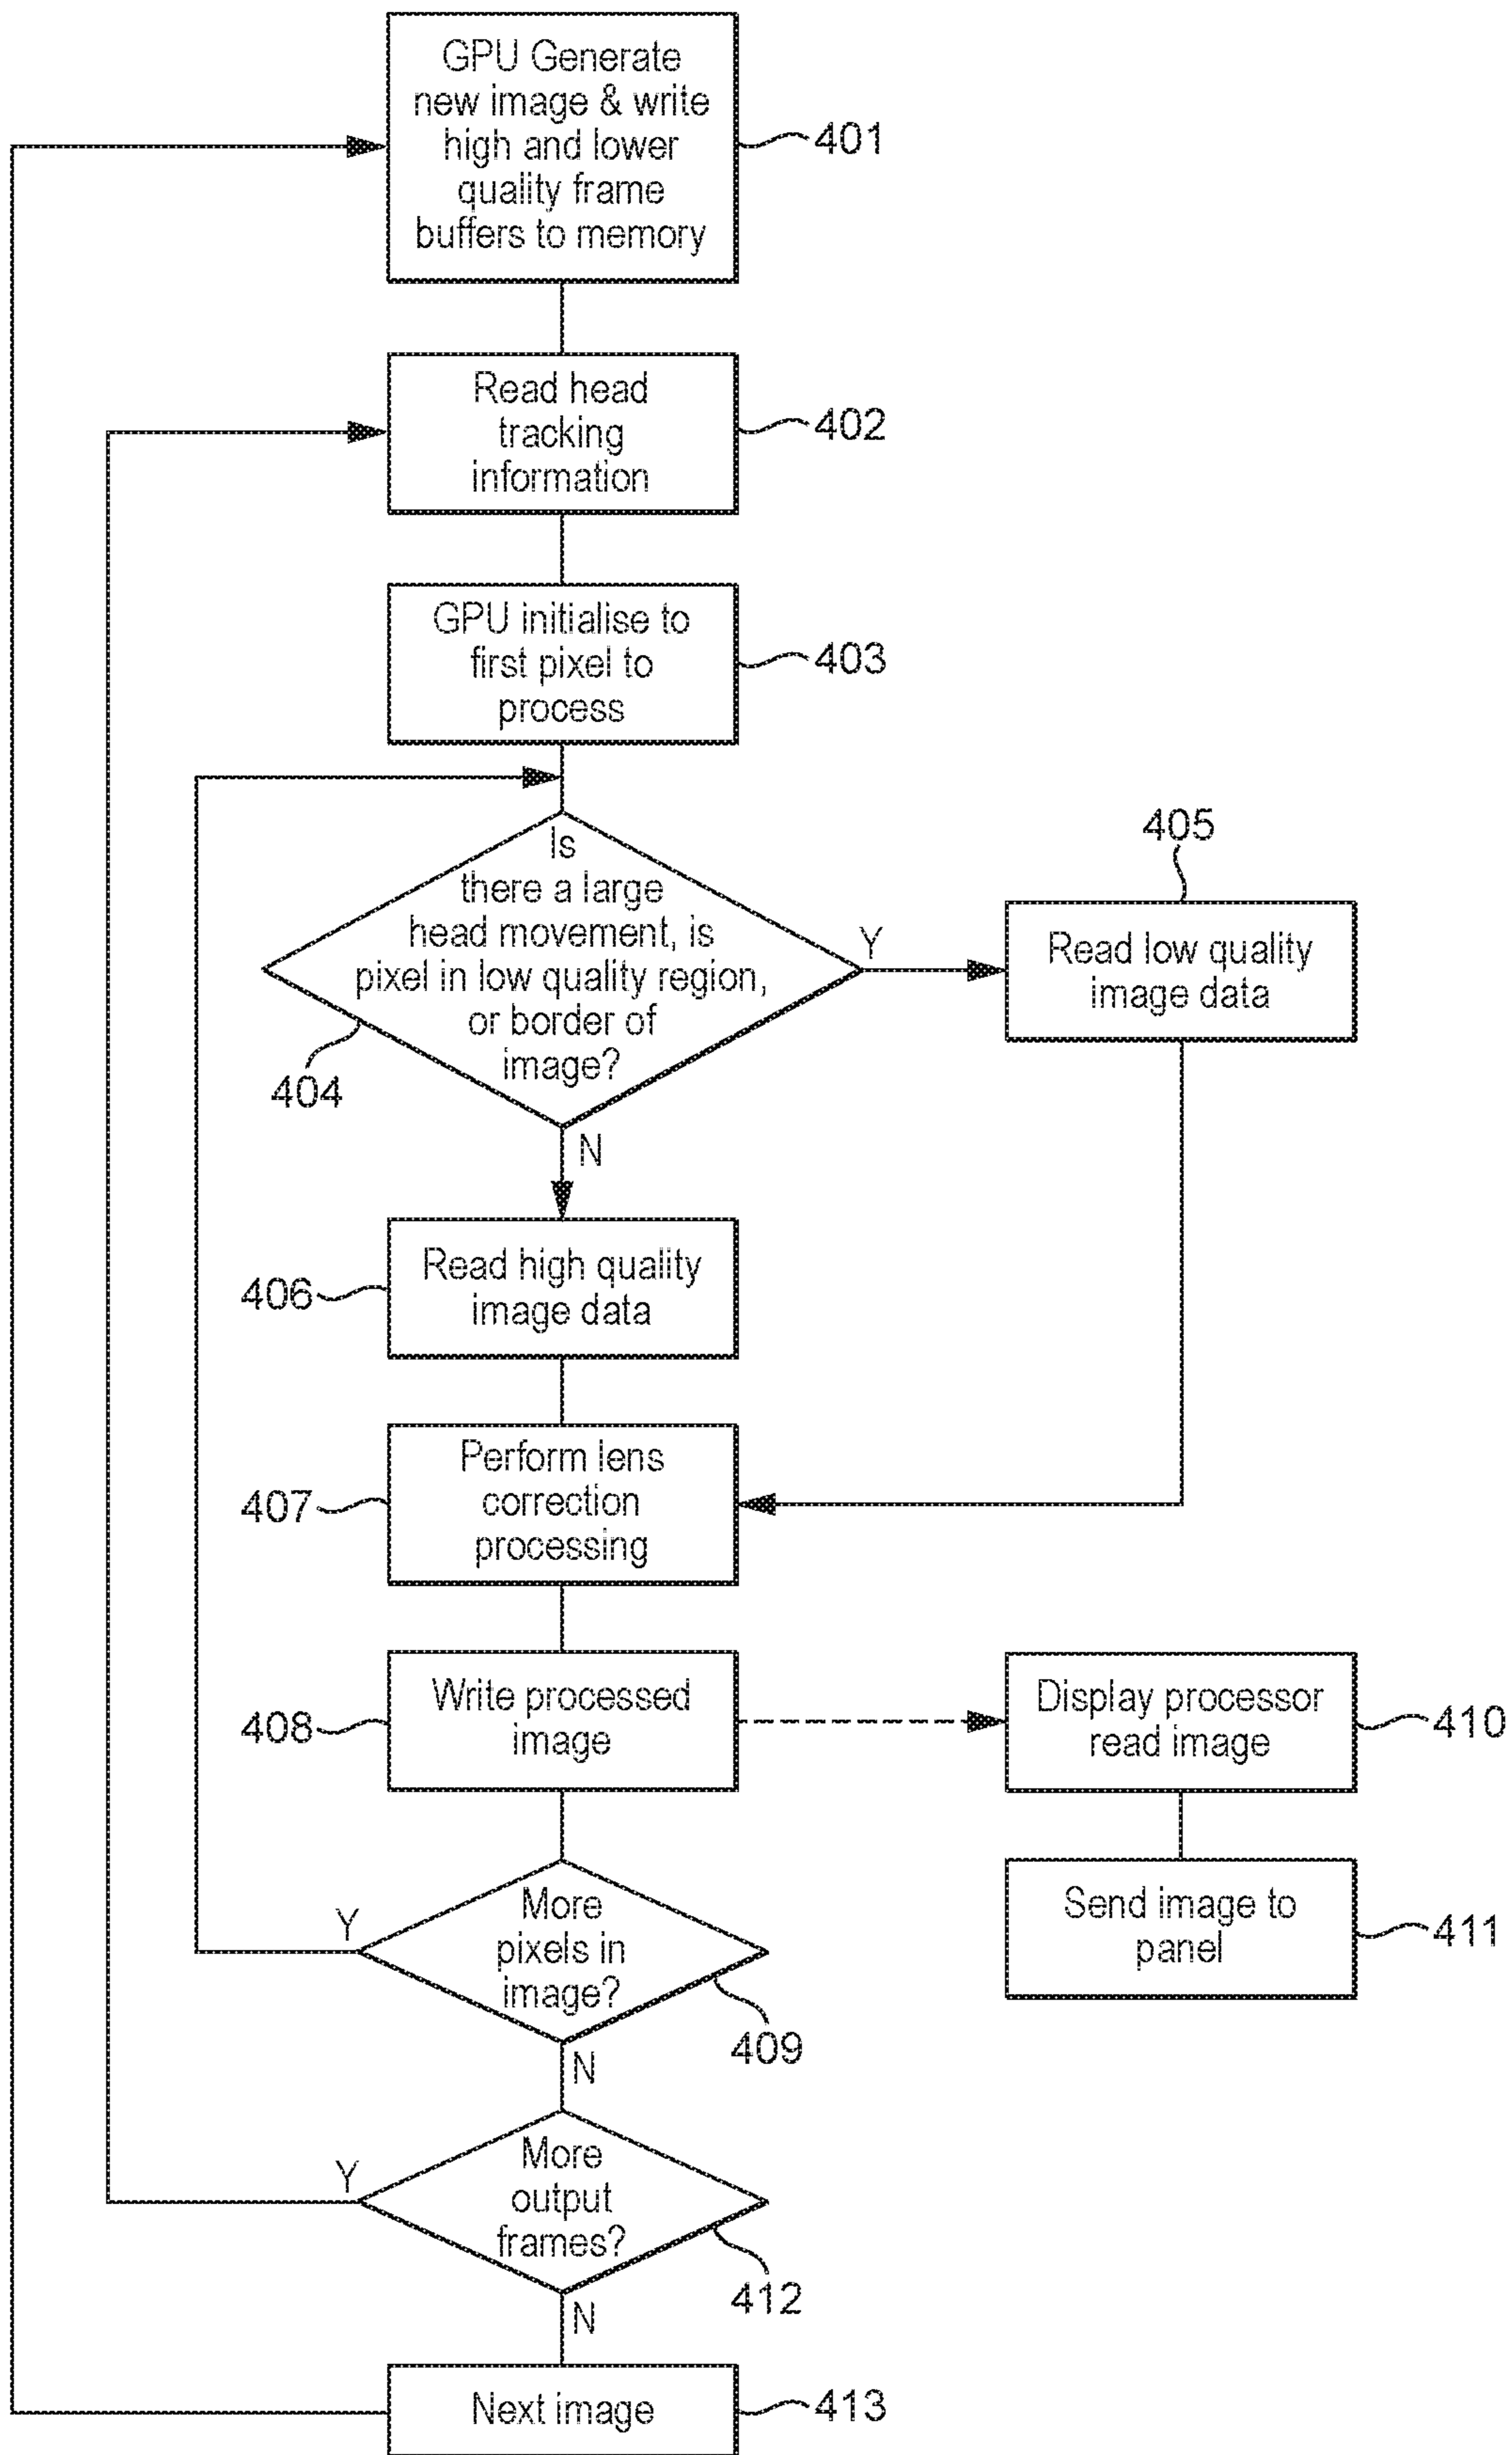 GPU Generate
new image & write
high and lower
quality frame
buffers to memory
401
Read head
tracking
information
402
GPU initialise to
first pixel to
process
403
Is
there a large
head movement, is
pixel in low quality region,
or border of
image?
404
Y
N
405
Read low quality
image data
Read high quality
image data
406
Perform lens
correction
processing
407
Write processed
image
408
Display processor
read image
410
Send image to
panel
411
More
pixels in
image?
Y
409
N
More
output
frames?
Y
412
N
Next image
413